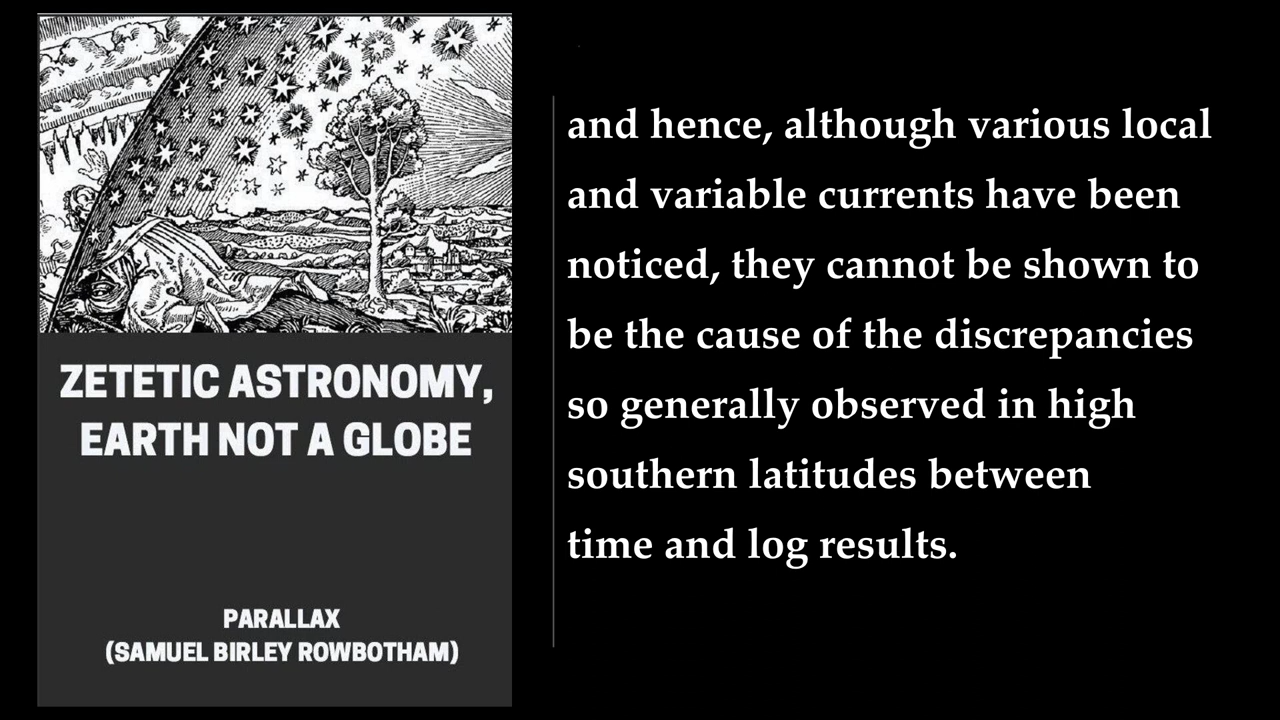 ZETETIC ASTRONOMY,
EARTH NOT A GLOBE
PARALLAX
(SAMUEL BIRLEY ROWBOTHAM)
and hence, although various local
and variable currents have been
noticed, they cannot be shown to
be the cause of the discrepancies
so generally observed in high
southern latitudes between
time and log results.